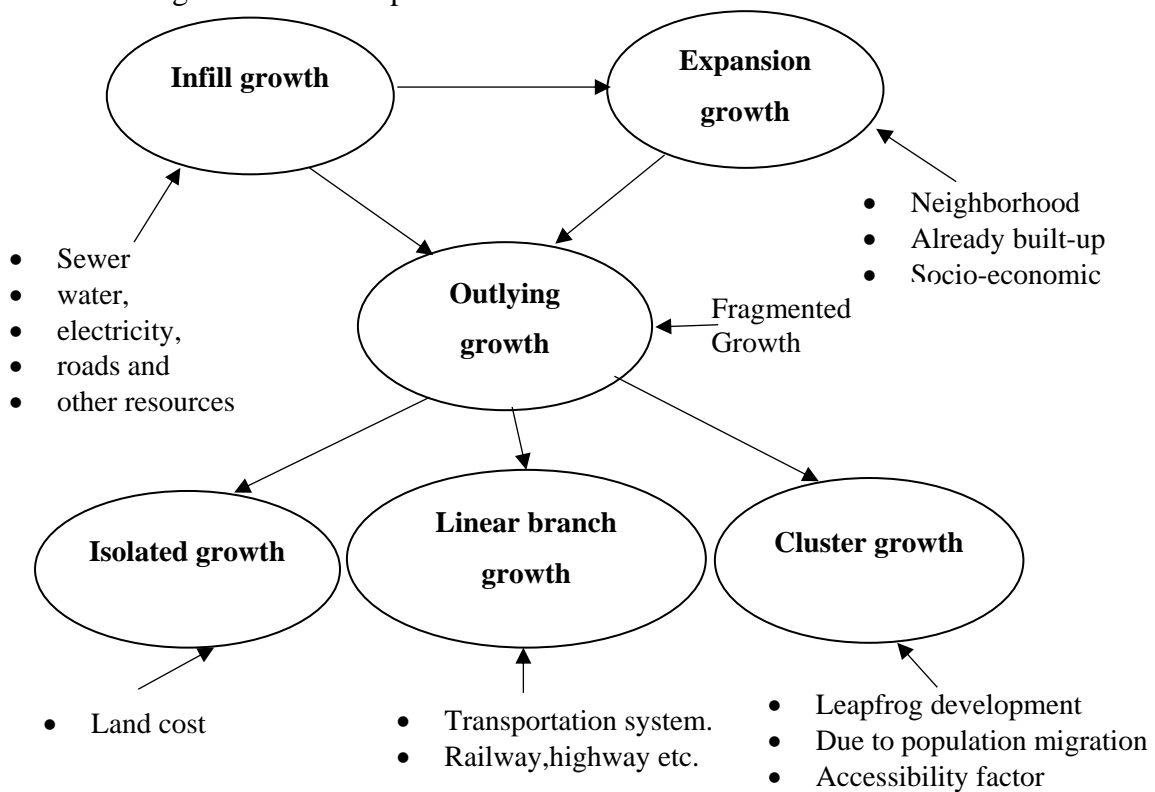 Infill growth
Expansion
growth
• Neighborhood
• Already built-up
• Socio-economic
• Sewer
• water,
• electricity,
• roads and
• other resources
Outlying
growth
Fragmented
Growth
Isolated growth
Linear branch
growth
Cluster growth
• Land cost
• Transportation system.
• Railway,highway etc.
• Leapfrog development
• Due to population migration
• Accessibility factor